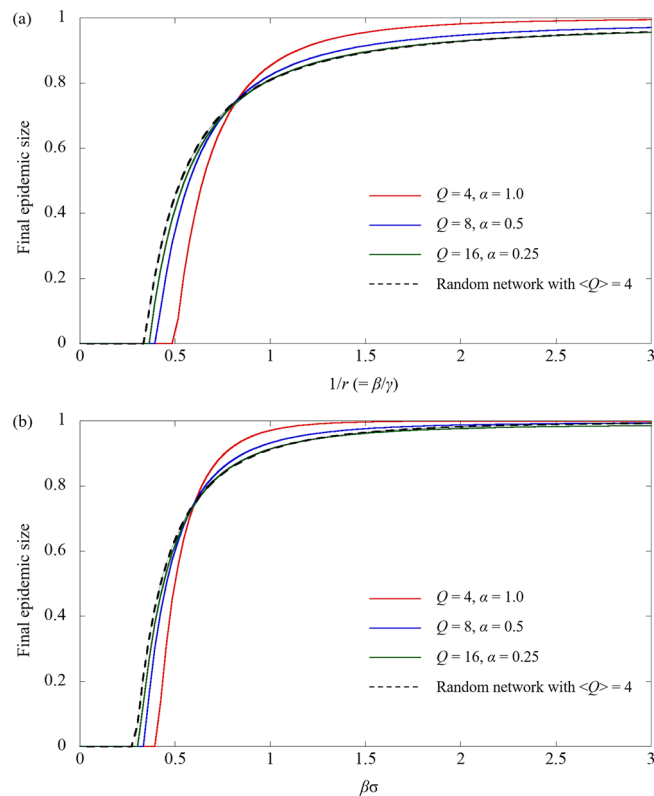 (a)
1
0.8
0.6
0.4
0.2
0
Final epidemic size
Q = 4, α = 1.0
Q = 8, α = 0.5
Q = 16, α = 0.25
Random network with <Q> = 4
0 0.5 1 1.5 2 2.5 3
1/r (= β/γ)
(b)
1
0.8
0.6
0.4
0.2
0
Final epidemic size
Q = 4, α = 1.0
Q = 8, α = 0.5
Q = 16, α = 0.25
Random network with <Q> = 4
0 0.5 1 1.5 2 2.5 3
βσ